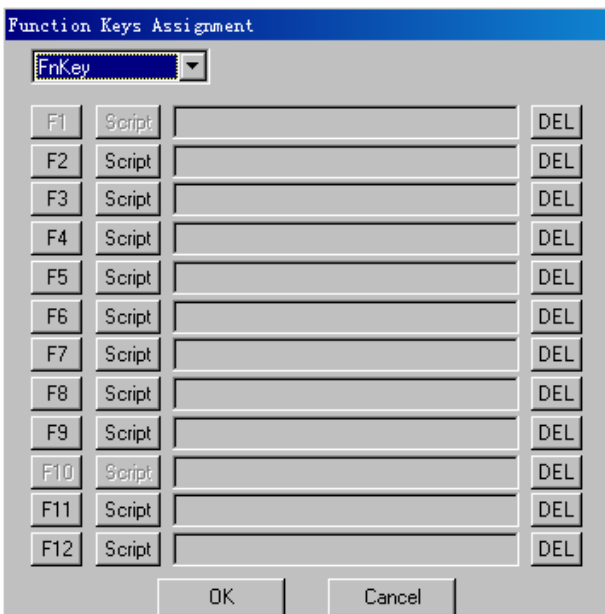 Function Keys Assignment
FnKey
F1 Script DEL
F2 Script DEL
F3 Script DEL
F4 Script DEL
F5 Script DEL
F6 Script DEL
F7 Script DEL
F8 Script DEL
F9 Script DEL
F10 Script DEL
F11 Script DEL
F12 Script DEL
OK Cancel